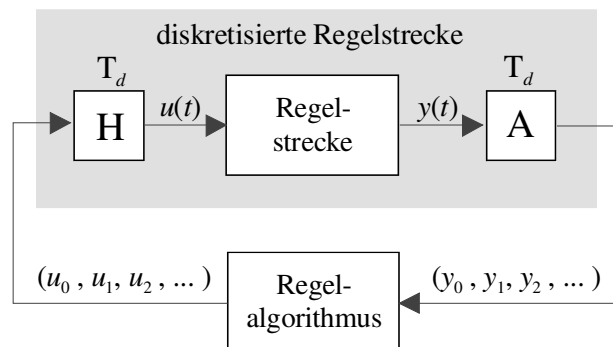 diskretisierte Regelstrecke
T_d
T_d
H
u(t)
Regel-
strecke
y(t)
A
(u_0 , u_1, u_2 , ... )
Regel-
algorithmus
(y_0 , y_1, y_2 , ... )